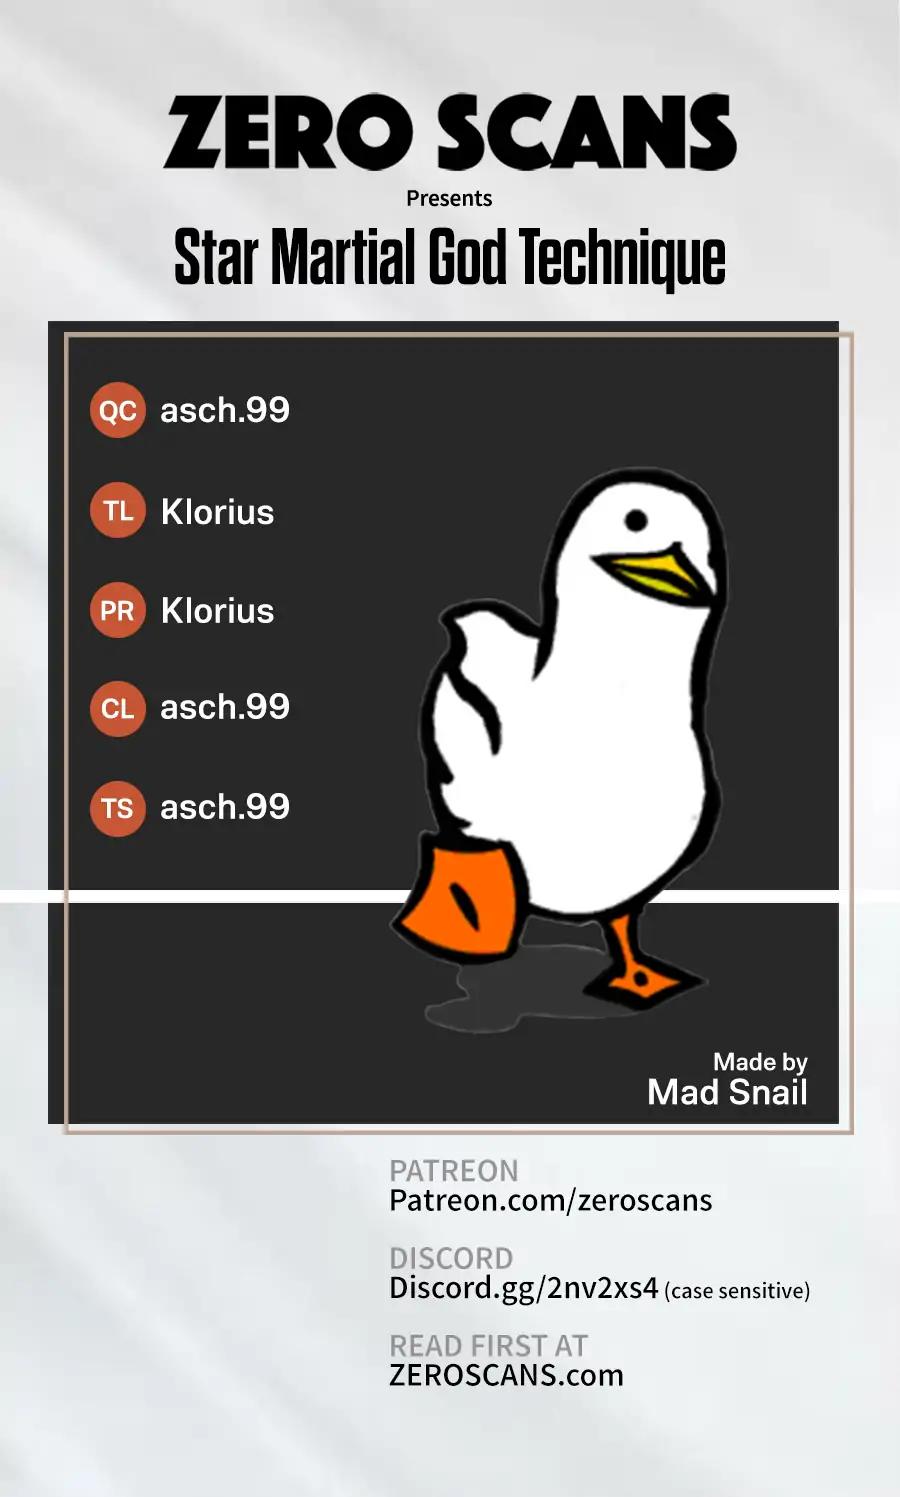 ZERO SCANS
Presents
Star Martial God Technique
QC asch.99
TL Klorius
PR Klorius
CL asch.99
TS asch.99
Made by
Mad Snail
PATREON
Patreon.com/zeroscans
DISCORD
Discord.gg/2nv2xs4 (case sensitive)
READ FIRST AT
ZEROSCANS.com